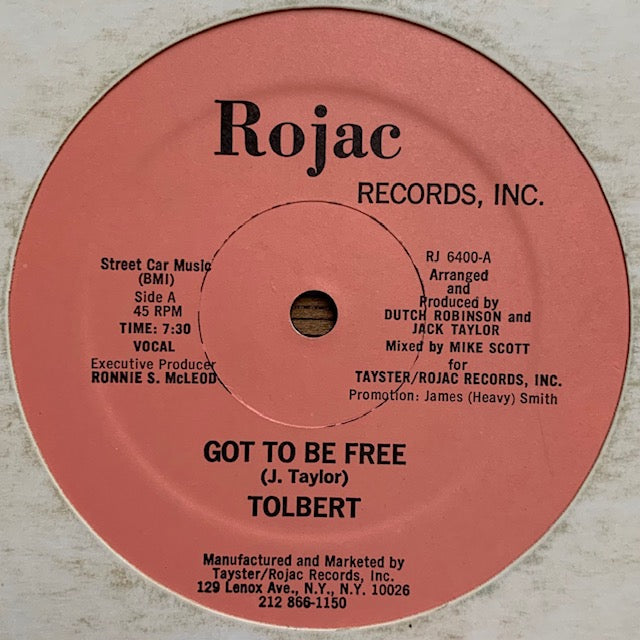 Rojac
RECORDS, INC.
Street Car Music
(BMI)
Side A
45 RPM
TIME: 7:30
VOCAL
Executive Producer
RONNIE S. McLEOD
RJ 6400-A
Arranged
and
Produced by
DUTCH ROBINSON and
JACK TAYLOR
Mixed by MIKE SCOTT
for
TAYSTER/ROJAC RECORDS, INC.
Promotion: James (Heavy) Smith
GOT TO BE FREE
(J. Taylor)
TOLBERT
Manufactured and Marketed by
Tayster/Rojac Records, Inc.
129 Lenox Ave., N.Y., N.Y. 10026
212 866-1150